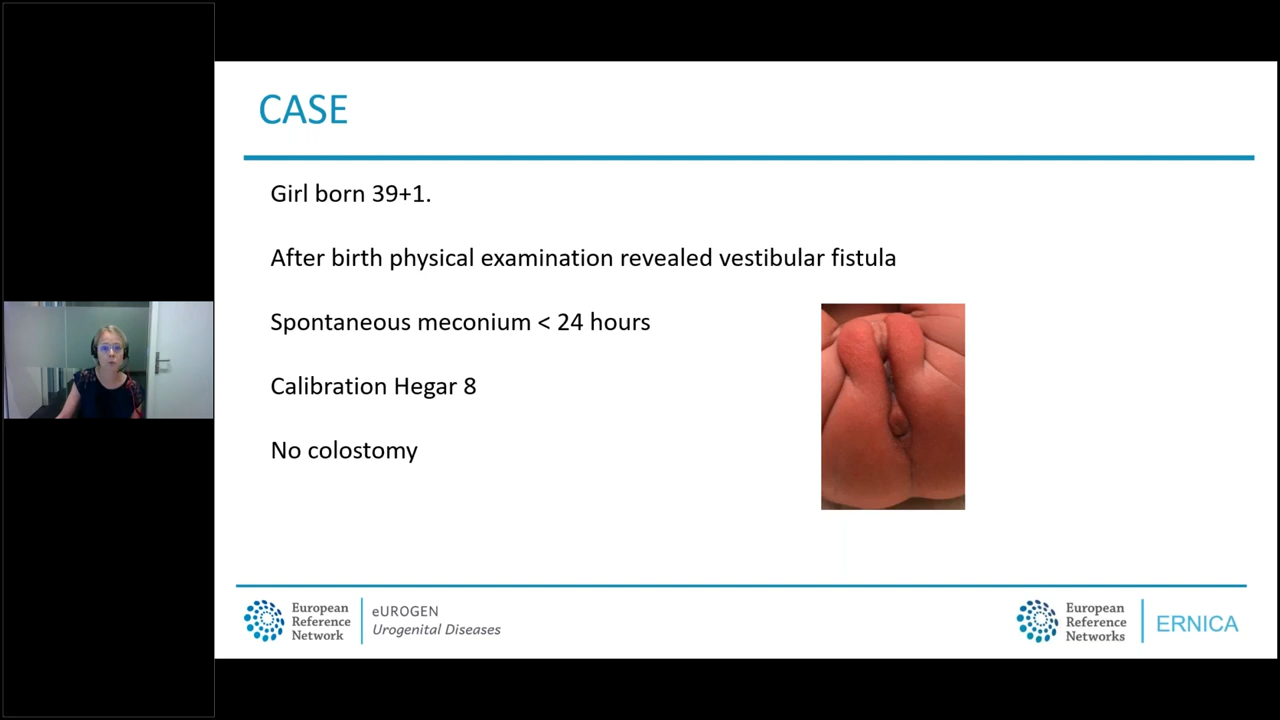 CASE
Girl born 39+1.
After birth physical examination revealed vestibular fistula
Spontaneous meconium < 24 hours
Calibration Hegar 8
No colostomy
European
Reference
Network
eUROGEN
Urogenital Diseases
European
Reference
Networks
ERNICA